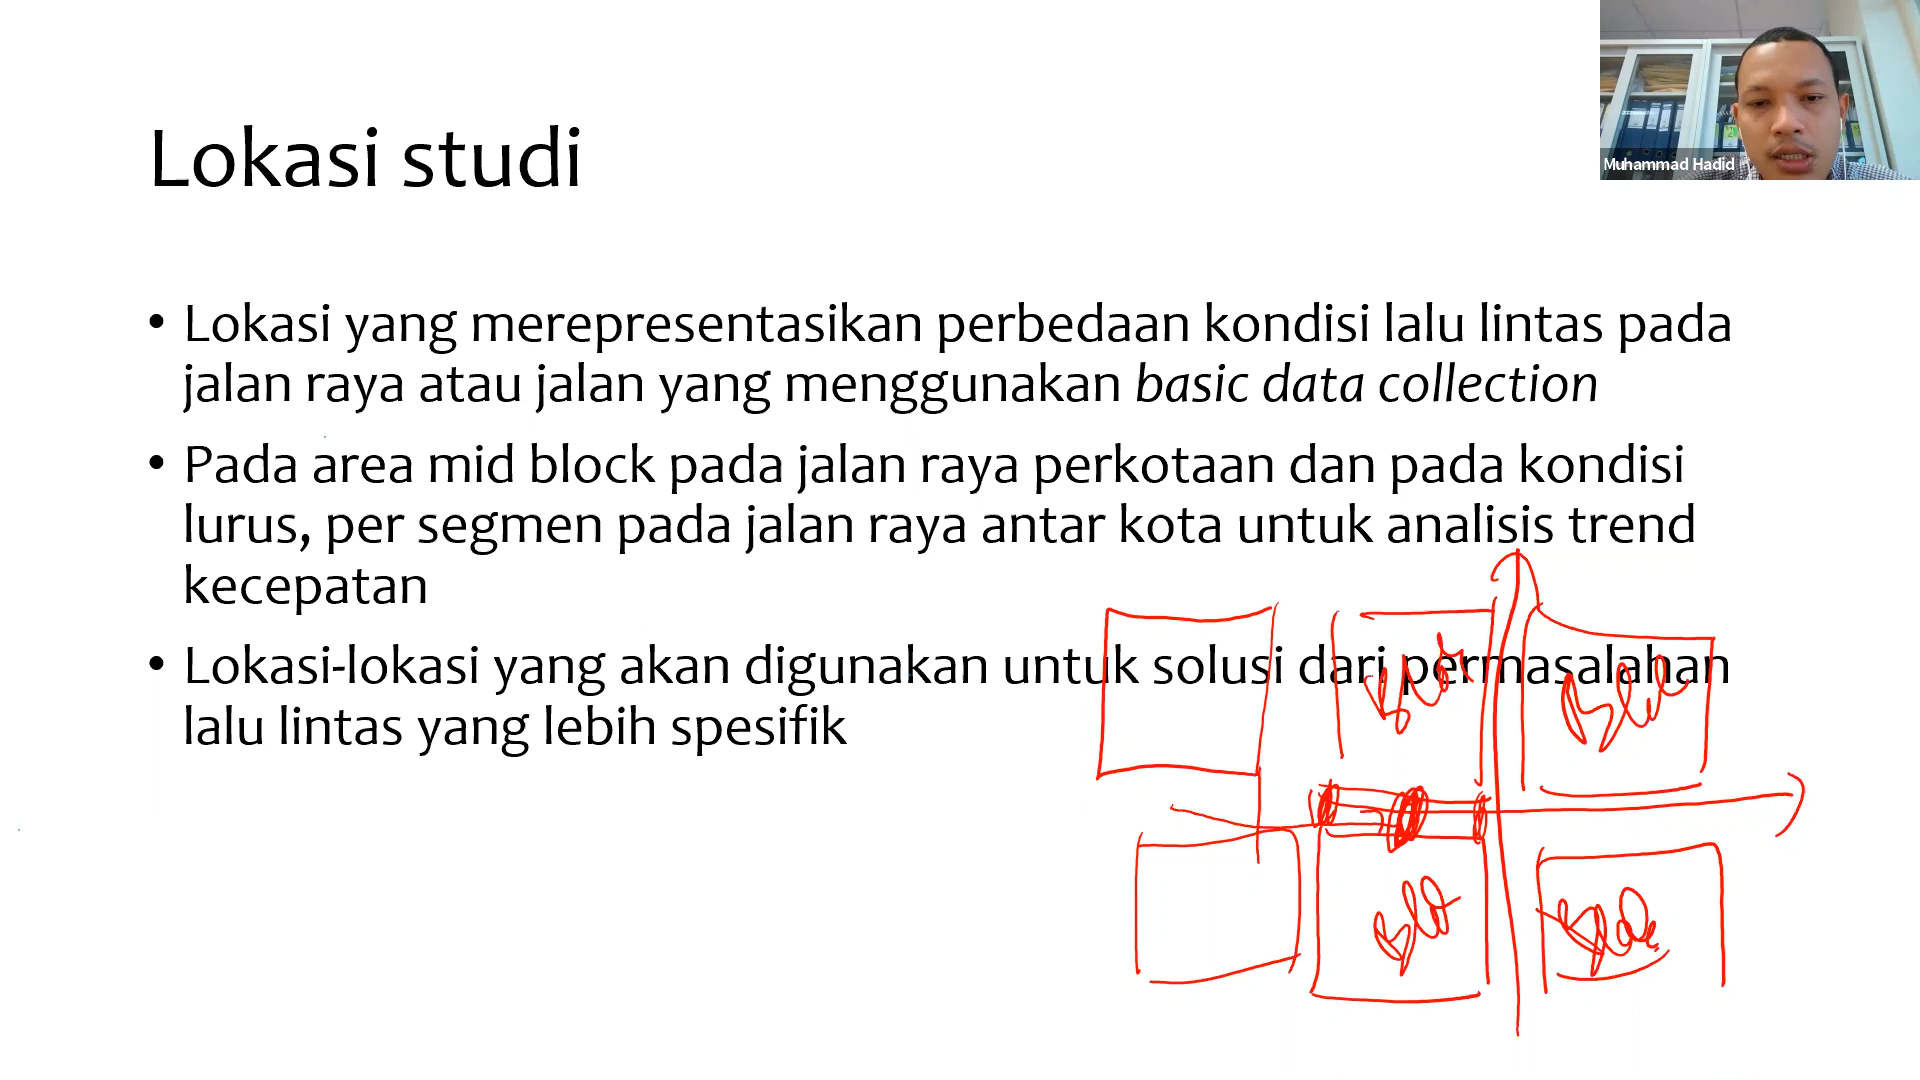 Muhammad Hadid
Lokasi studi
• Lokasi yang merepresentasikan perbedaan kondisi lalu lintas pada
jalan raya atau jalan yang menggunakan basic data collection
• Pada area mid block pada jalan raya perkotaan dan pada kondisi
lurus, per segmen pada jalan raya antar kota untuk analisis trend
kecepatan
• Lokasi-lokasi yang akan digunakan untuk solusi dari permasalahan
lalu lintas yang lebih spesifik